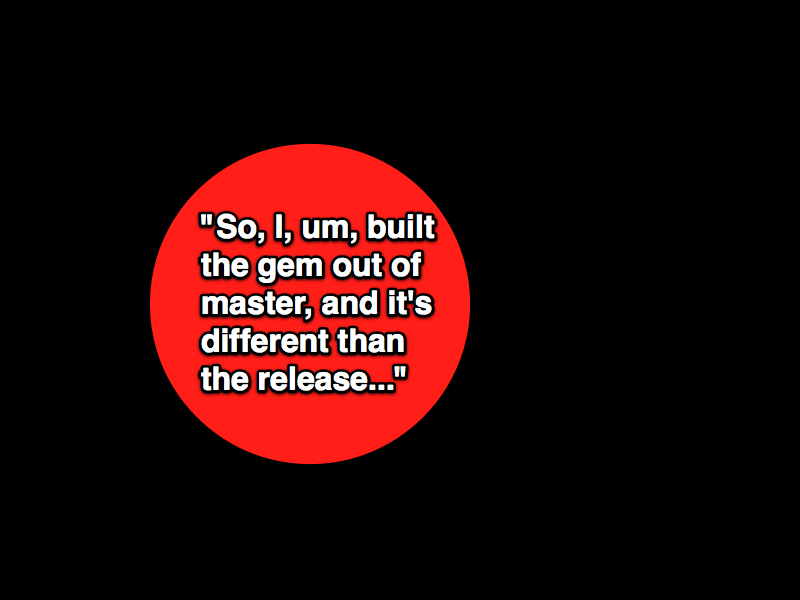 "So, I, um, built
the gem out of
master, and it's
different than
the release..."